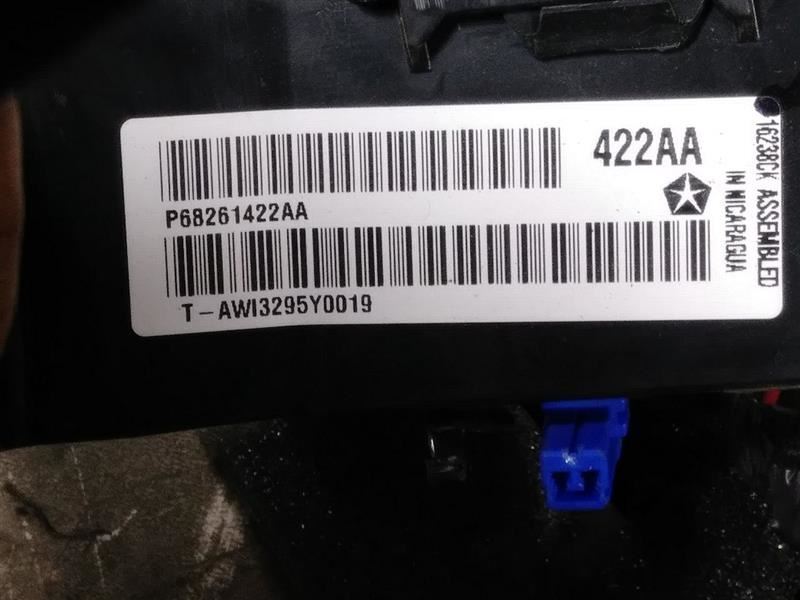 422AA
P68261422AA
T-AWI3295Y0019
16238CK ASSEMBLED
IN NICARAGUA